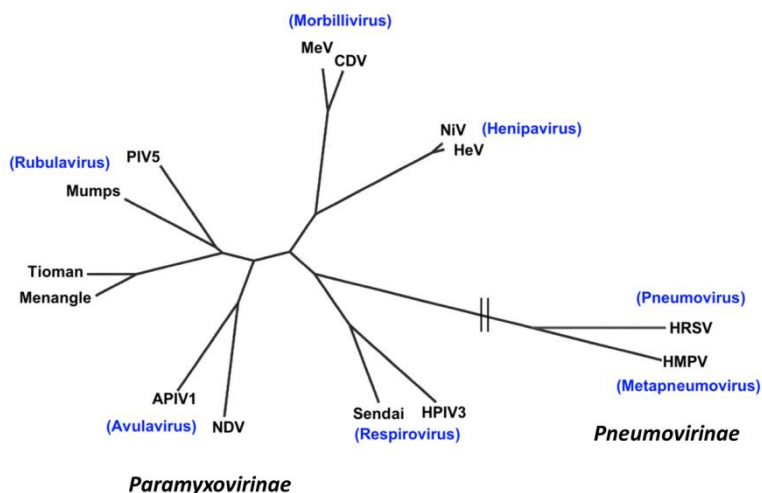 (Morbillivirus)
MeV
CDV
NiV
(Henipavirus)
HeV
(Rubulavirus)
PIV5
Mumps
Tioman
Menangle
(Pneumovirus)
HRSV
HMPV
(Metapneumovirus)
APIV1
(Avulavirus)
NDV
Sendai
HPIV3
(Respirovirus)
Pneumovirinae
Paramyxovirinae